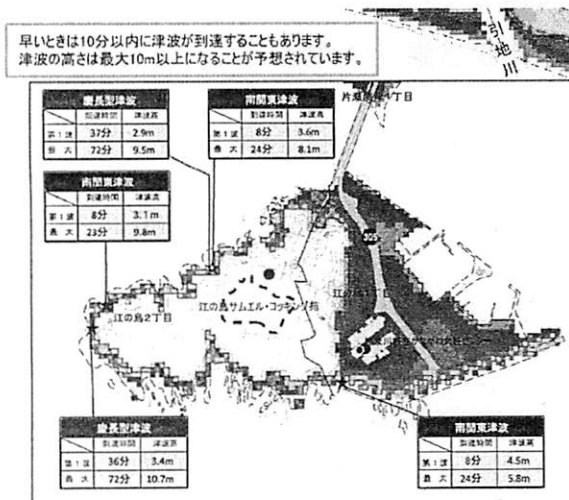 早いときは10分以内に津波が到達することもあります。
津波の高さは最大10m以上になることが予想されています。
引地川
慶長型津波
到達時間 津波高
第1波 37分 2.9m
最大 72分 9.5m
南関東津波
到達時間 津波高
第1波 8分 3.6m
最大 24分 8.1m
南関東津波
到達時間 津波高
第1波 8分 3.1m
最大 23分 9.8m
305
江の島サムエル・コッキング苑
江の島2丁目
慶長型津波
到達時間 津波高
第1波 36分 3.4m
最大 72分 10.7m
南関東津波
到達時間 津波高
第1波 8分 4.5m
最大 24分 5.8m